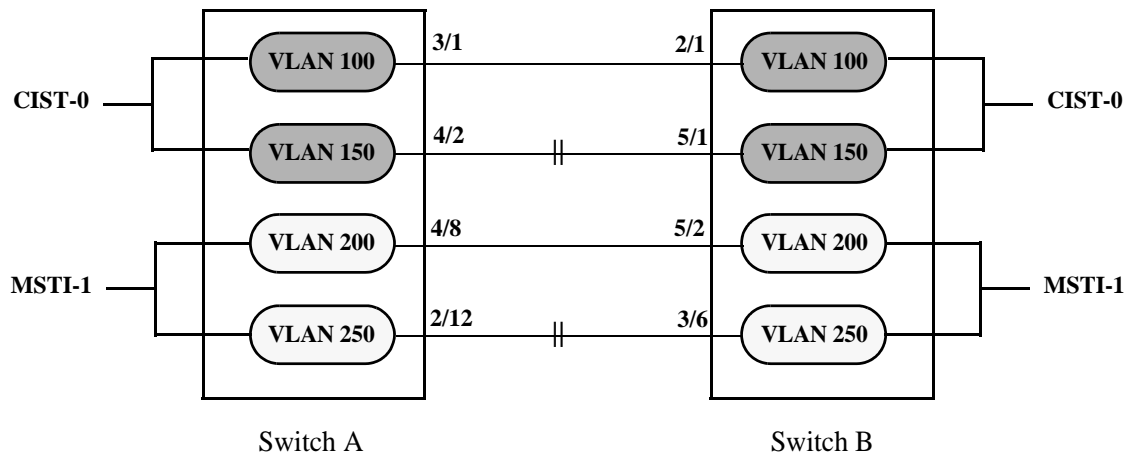 3/1 2/1
VLAN 100 VLAN 100
CIST-0 CIST-0
4/2 5/1
VLAN 150 VLAN 150
4/8 5/2
VLAN 200 VLAN 200
MSTI-1 MSTI-1
2/12 3/6
VLAN 250 VLAN 250
Switch A Switch B